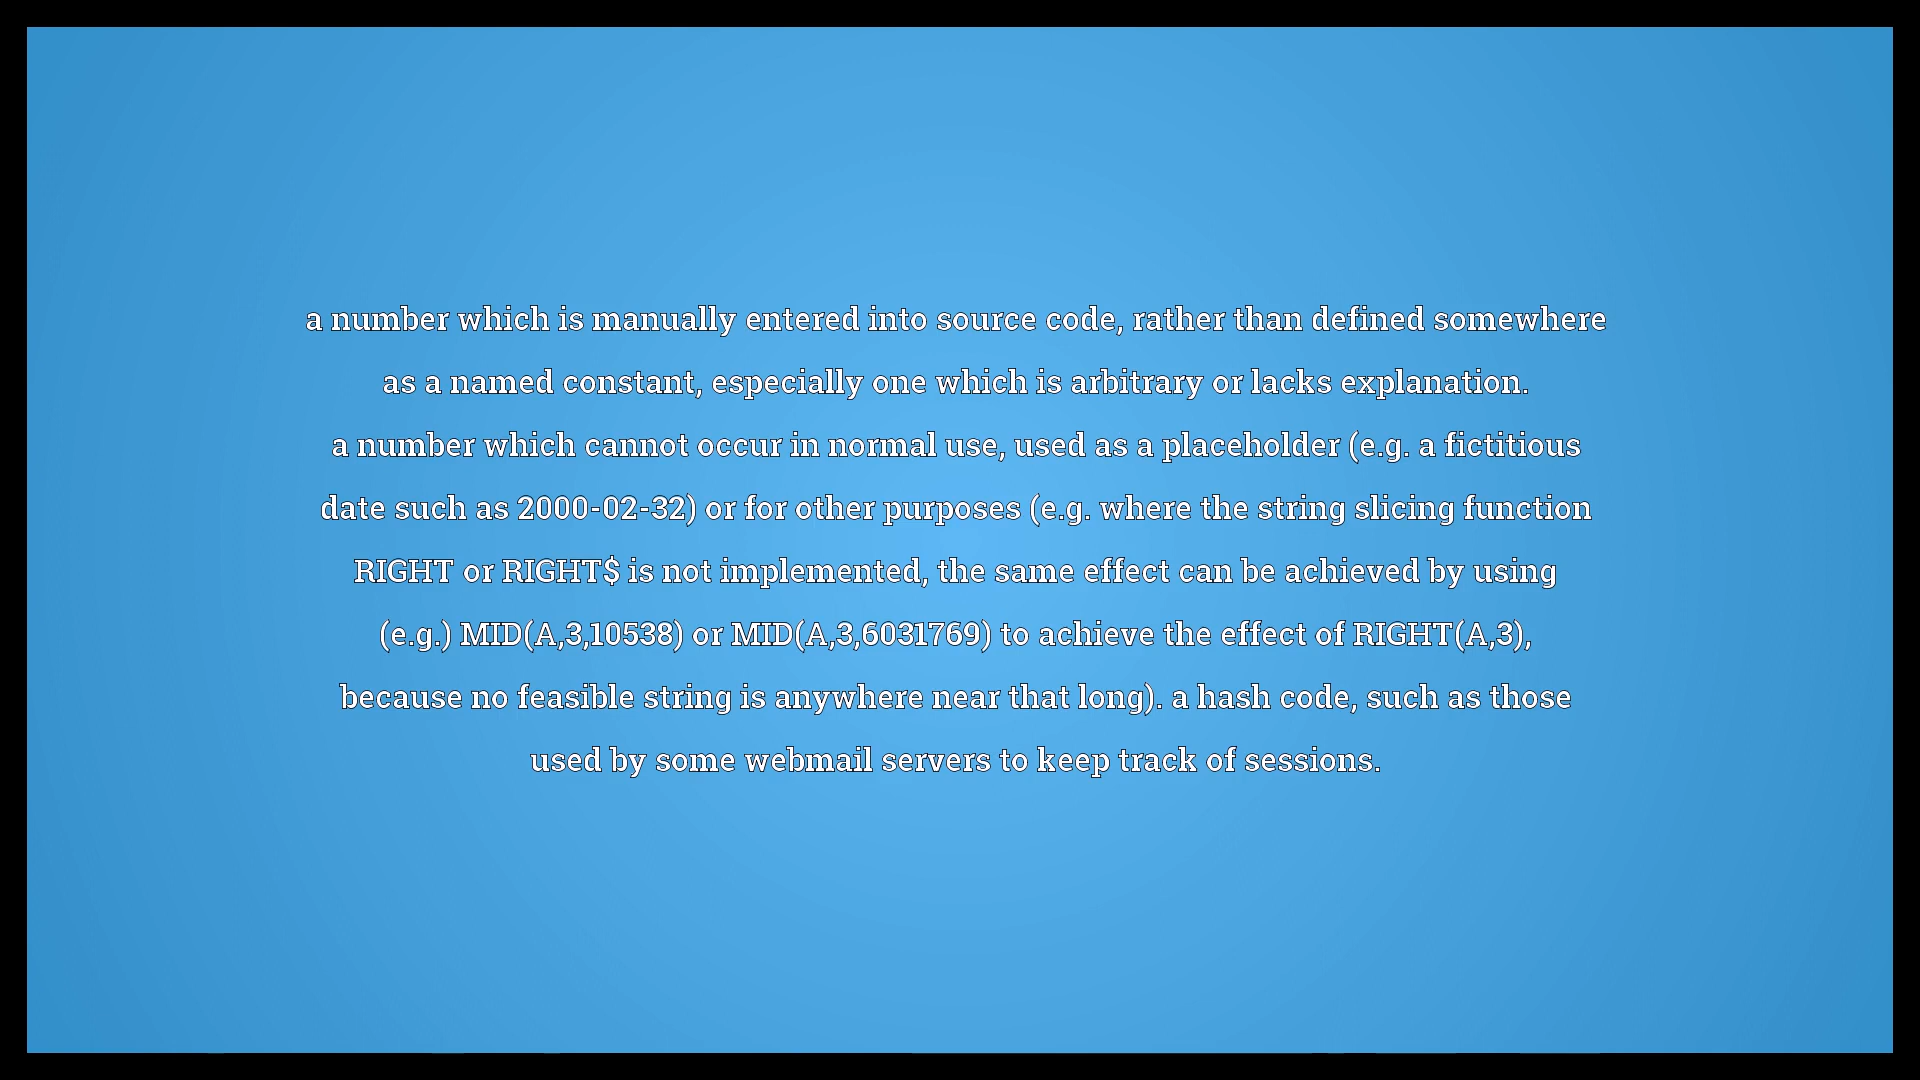 a number which is manually entered into source code, rather than defined somewhere
as a named constant, especially one which is arbitrary or lacks explanation.
a number which cannot occur in normal use, used as a placeholder (e.g. a fictitious
date such as 2000-02-32) or for other purposes (e.g. where the string slicing function
RIGHT or RIGHT$ is not implemented, the same effect can be achieved by using
(e.g.) MID(A,3,10538) or MID(A,3,6031769) to achieve the effect of RIGHT(A,3),
because no feasible string is anywhere near that long). a hash code, such as those
used by some webmail servers to keep track of sessions.